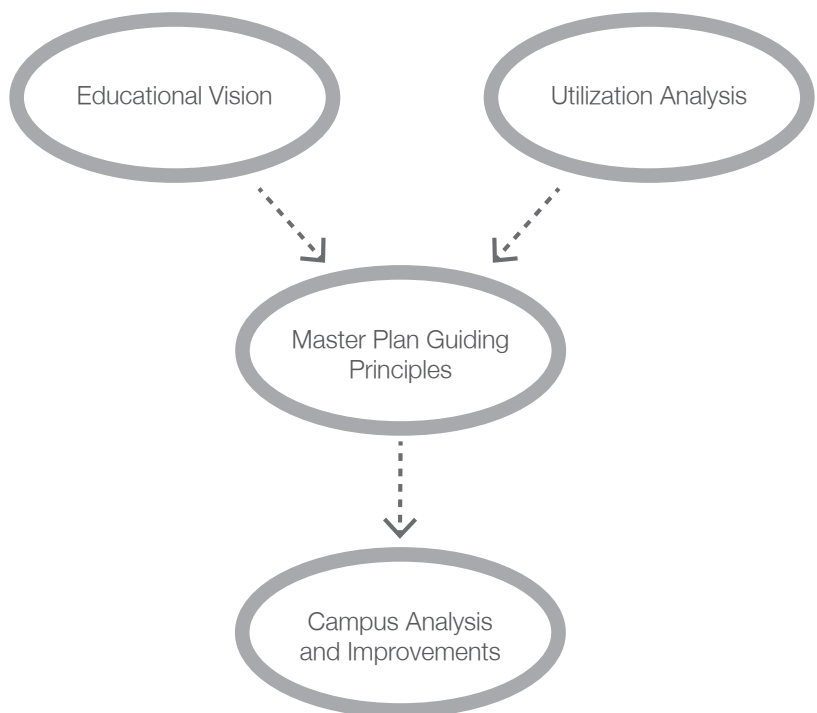 Educational Vision
Utilization Analysis
Master Plan Guiding
Principles
Campus Analysis
and Improvements